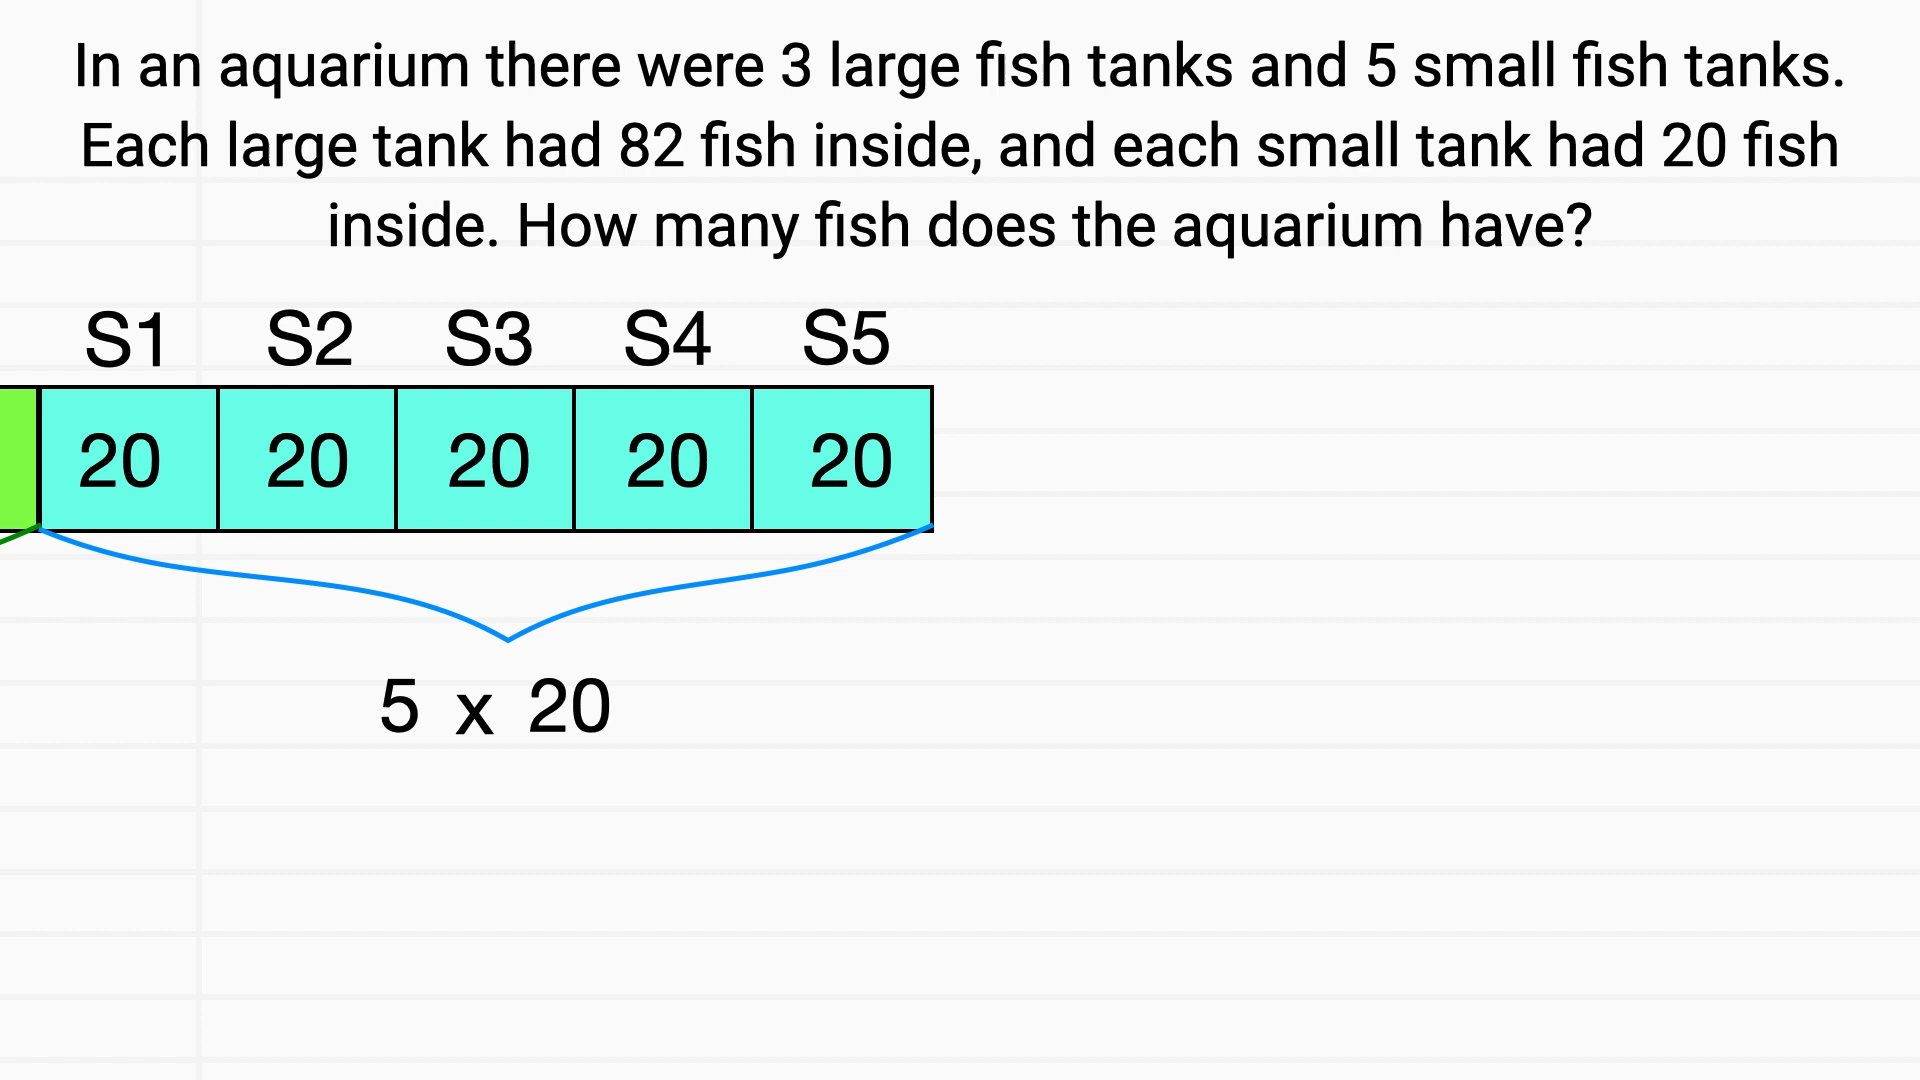 In an aquarium there were 3 large fish tanks and 5 small fish tanks.
Each large tank had 82 fish inside, and each small tank had 20 fish
inside. How many fish does the aquarium have?
S1 S2 S3 S4 S5
20 20 20 20 20
5 x 20